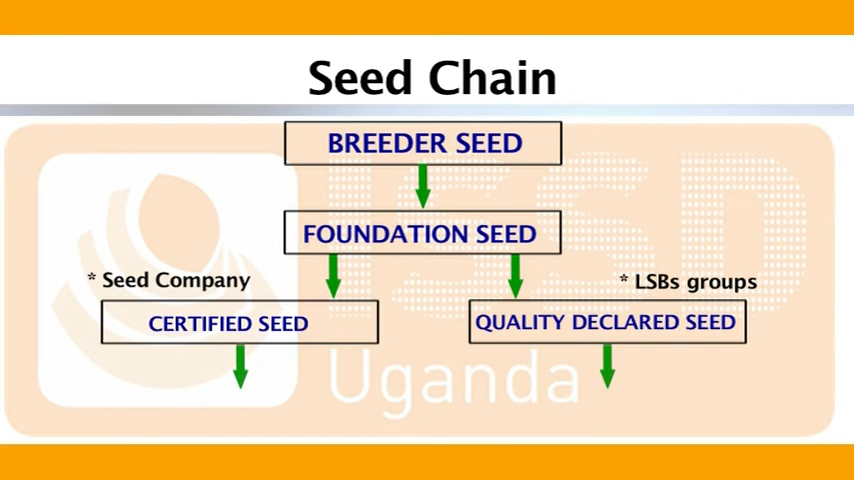 Seed Chain
BREEDER SEED
FOUNDATION SEED
* Seed Company
* LSBs groups
CERTIFIED SEED
QUALITY DECLARED SEED
ISSD
Uganda